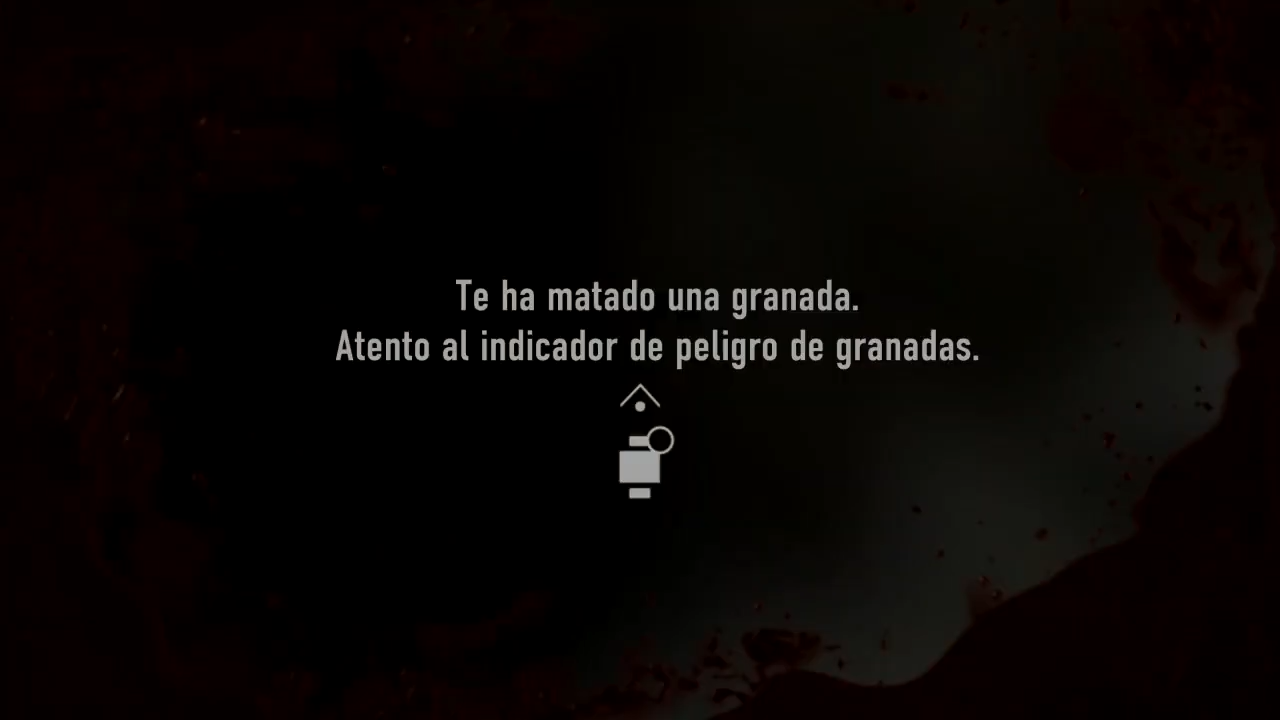 Te ha matado una granada.
Atento al indicador de peligro de granadas.